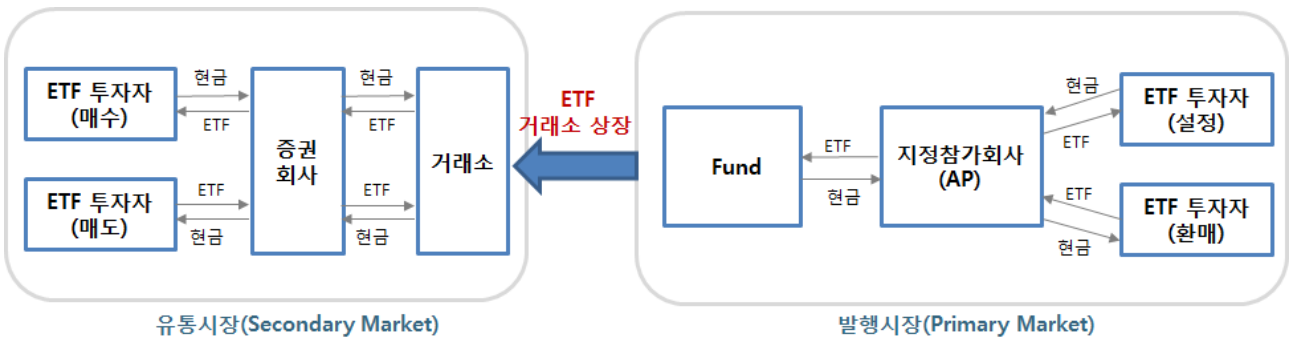 ETF 투자자
(매수)
현금
ETF
ETF 투자자
(매도)
ETF
현금
증권
회사
현금
ETF
ETF
현금
거래소
유통시장(Secondary Market)
ETF
거래소 상장
Fund
ETF
현금
지정참가회사
(AP)
현금
ETF
ETF
현금
ETF 투자자
(설정)
ETF 투자자
(환매)
발행시장(Primary Market)